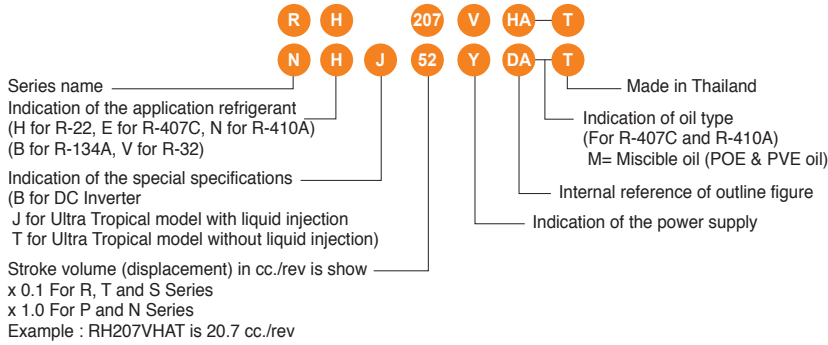 R H 207 V HA T
N H J 52 Y DA T
Series name
Indication of the application refrigerant
(H for R-22, E for R-407C, N for R-410A)
(B for R-134A, V for R-32)
Indication of the special specifications
(B for DC Inverter
J for Ultra Tropical model with liquid injection
T for Ultra Tropical model without liquid injection)
Stroke volume (displacement) in cc./rev is show
x 0.1 For R, T and S Series
x 1.0 For P and N Series
Example : RH207VHAT is 20.7 cc./rev
Made in Thailand
Indication of oil type
(For R-407C and R-410A)
M= Miscible oil (POE & PVE oil)
Internal reference of outline figure
Indication of the power supply